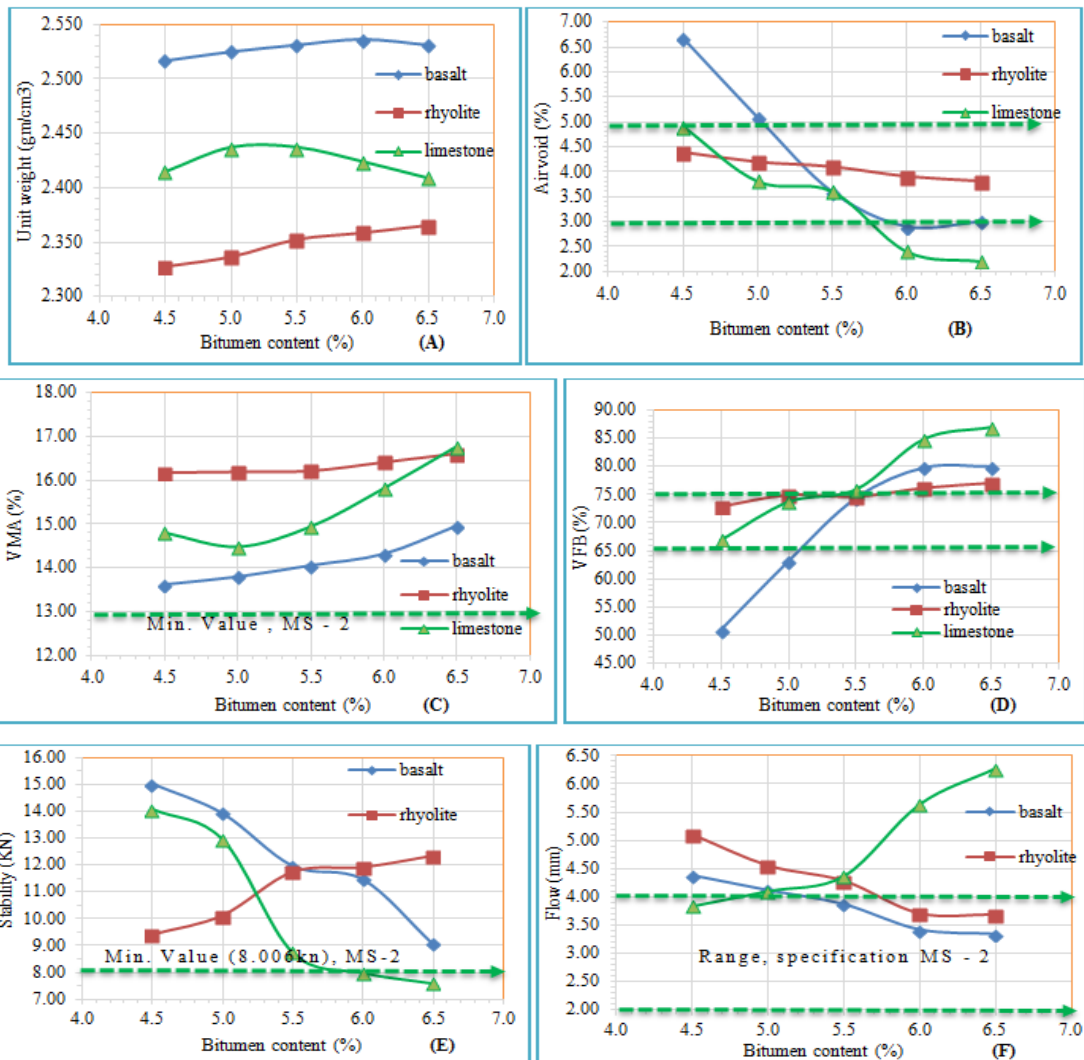 2.550
2.500
2.450
2.400
2.350
2.300
Unit weight (gm/cm3)
basalt
rhyolite
limestone
4.0 4.5 5.0 5.5 6.0 6.5 7.0
Bitumen content (%) (A)
7.00
6.50
6.00
5.50
5.00
4.50
4.00
3.50
3.00
2.50
2.00
Airvoid (%)
basalt
rhyolite
limestone
4.0 4.5 5.0 5.5 6.0 6.5 7.0
Bitumen content (%) (B)
18.00
17.00
16.00
15.00
14.00
13.00
12.00
VMA (%)
basalt
rhyolite
limestone
Min. Value , MS - 2
4.0 4.5 5.0 5.5 6.0 6.5 7.0
Bitumen content (%) (C)
90.00
85.00
80.00
75.00
70.00
65.00
60.00
55.00
50.00
45.00
VFB (%)
basalt
rhyolite
limestone
4.0 4.5 5.0 5.5 6.0 6.5 7.0
Bitumen content (%) (D)
16.00
15.00
14.00
13.00
12.00
11.00
10.00
9.00
8.00
7.00
Stability (KN)
basalt
rhyolite
Min. Value (8.006kn), MS-2
4.0 4.5 5.0 5.5 6.0 6.5 7.0
Bitumen content (%) (E)
6.50
6.00
5.50
5.00
4.50
4.00
3.50
3.00
2.50
2.00
Flow (mm)
basalt
rhyolite
Range, specification MS - 2
4.0 4.5 5.0 5.5 6.0 6.5 7.0
Bitumen content (%) (F)